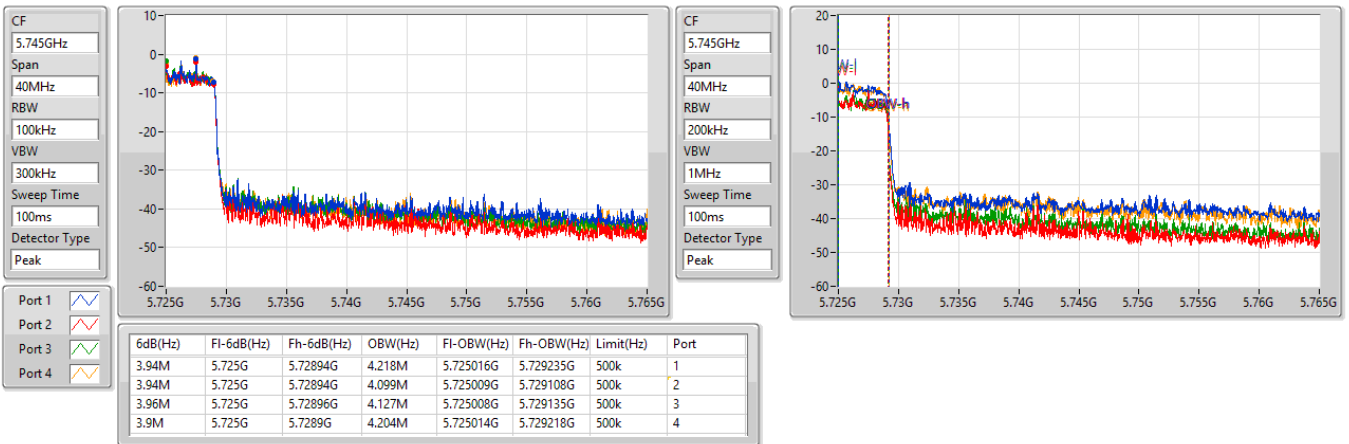 CF
5.745GHz
Span
40MHz
RBW
100kHz
VBW
300kHz
Sweep Time
100ms
Detector Type
Peak
10
0
-10
-20
-30
-40
-50
-60
5.725G 5.73G 5.735G 5.74G 5.745G 5.75G 5.755G 5.76G 5.765G
CF
5.745GHz
Span
40MHz
RBW
200kHz
VBW
1MHz
Sweep Time
100ms
Detector Type
Peak
20
10
0
-10
-20
-30
-40
-50
-60
5.725G 5.73G 5.735G 5.74G 5.745G 5.75G 5.755G 5.76G 5.765G
OBW-h
Port 1
Port 2
Port 3
Port 4
6dB(Hz) Fl-6dB(Hz) Fh-6dB(Hz) OBW(Hz) Fl-OBW(Hz) Fh-OBW(Hz) Limit(Hz) Port
3.94M 5.725G 5.72894G 4.218M 5.725016G 5.729235G 500k 1
3.94M 5.725G 5.72894G 4.099M 5.725009G 5.729108G 500k 2
3.96M 5.725G 5.72896G 4.127M 5.725008G 5.729135G 500k 3
3.9M 5.725G 5.7289G 4.204M 5.725014G 5.729218G 500k 4